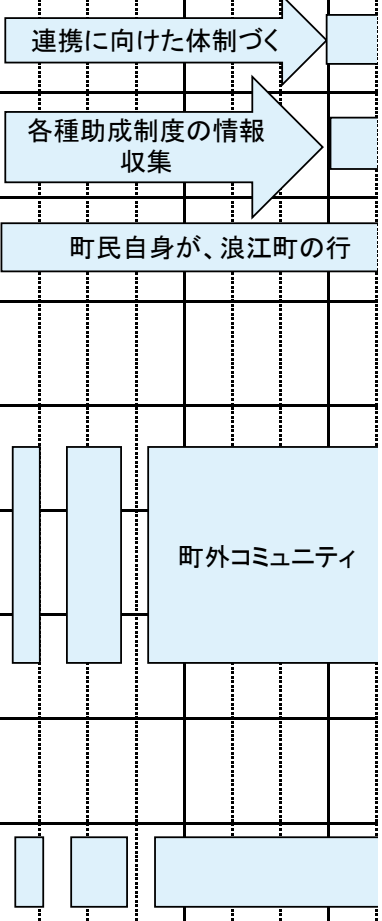 連携に向けた体制づく
各種助成制度の情報
収集
町民自身が、浪江町の行
町外コミュニティ